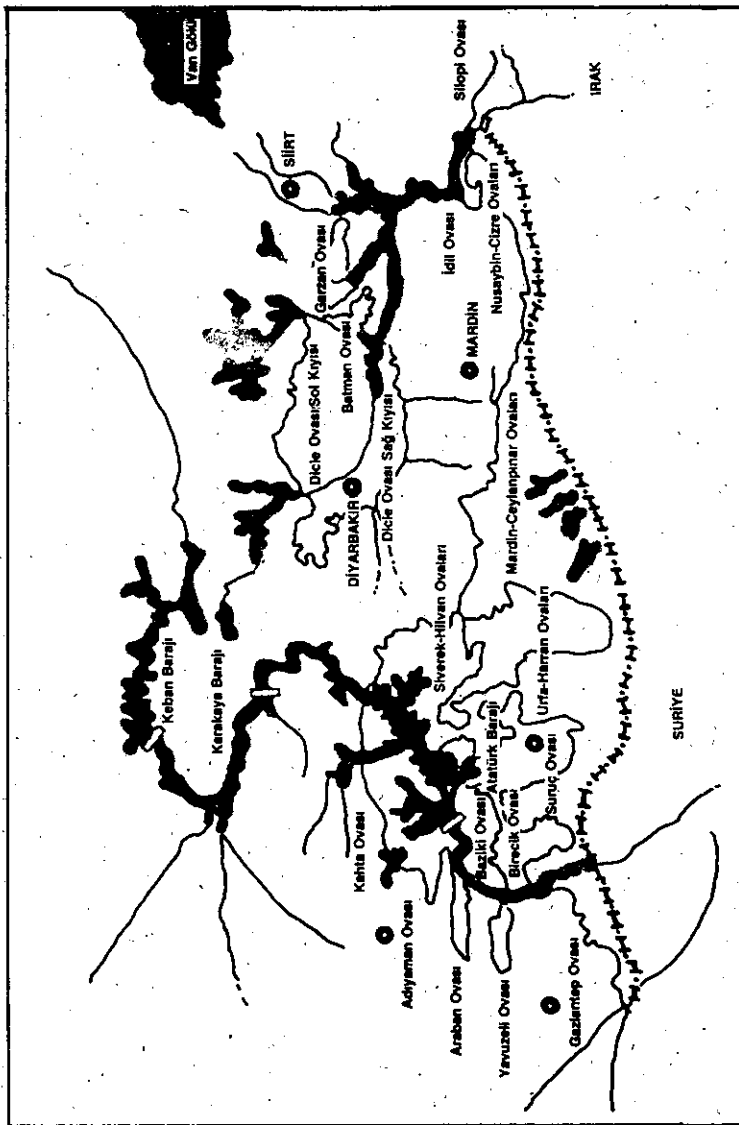 Van Gölü
SİİRT
Silopi Ovası
IRAK
Garzan Ovası
İdil Ovası
Nusaybin-Cizre Ovaları
Dicle Ovası Sol Kıyısı
Batman Ovası
MARDİN
DİYARBAKIR
Dicle Ovası Sağ Kıyısı
Mardin-Ceylanpınar Ovaları
Keban Barajı
Karakaya Barajı
Siverek-Hilvan Ovaları
Urfa-Harran Ovaları
Atatürk Barajı
Suruç Ovası
SURİYE
Kahta Ovası
Baziki Ovası
Birecik Ovası
Adıyaman Ovası
Araban Ovası
Yavuzeli Ovası
Gaziantep Ovası